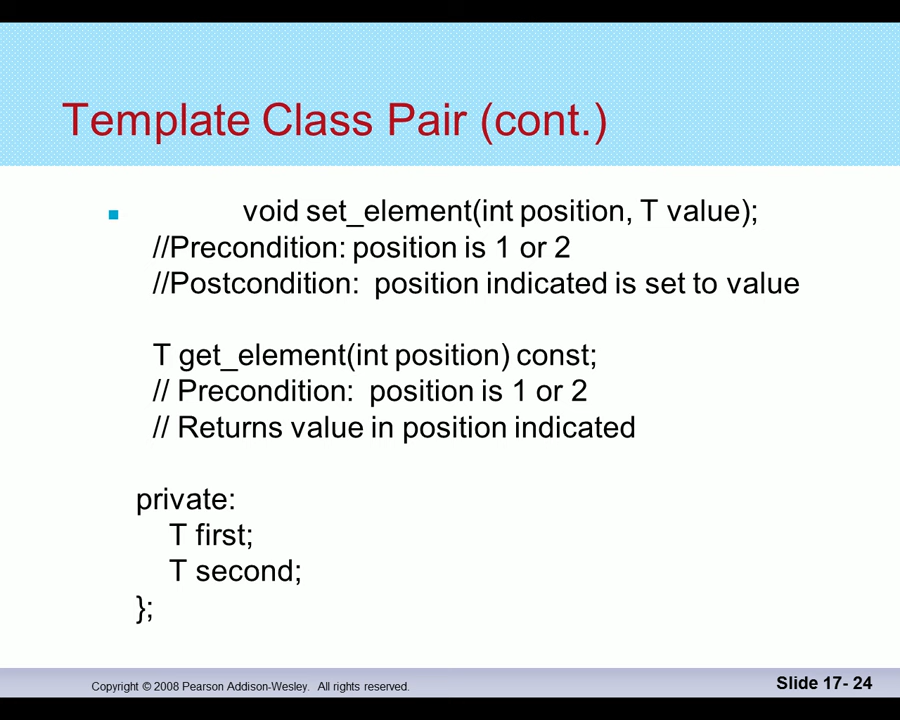 Template Class Pair (cont.)
void set_element(int position, T value);
//Precondition: position is 1 or 2
//Postcondition: position indicated is set to value
T get_element(int position) const;
// Precondition: position is 1 or 2
// Returns value in position indicated
private:
T first;
T second;
};
Copyright © 2008 Pearson Addison-Wesley. All rights reserved.
Slide 17- 24